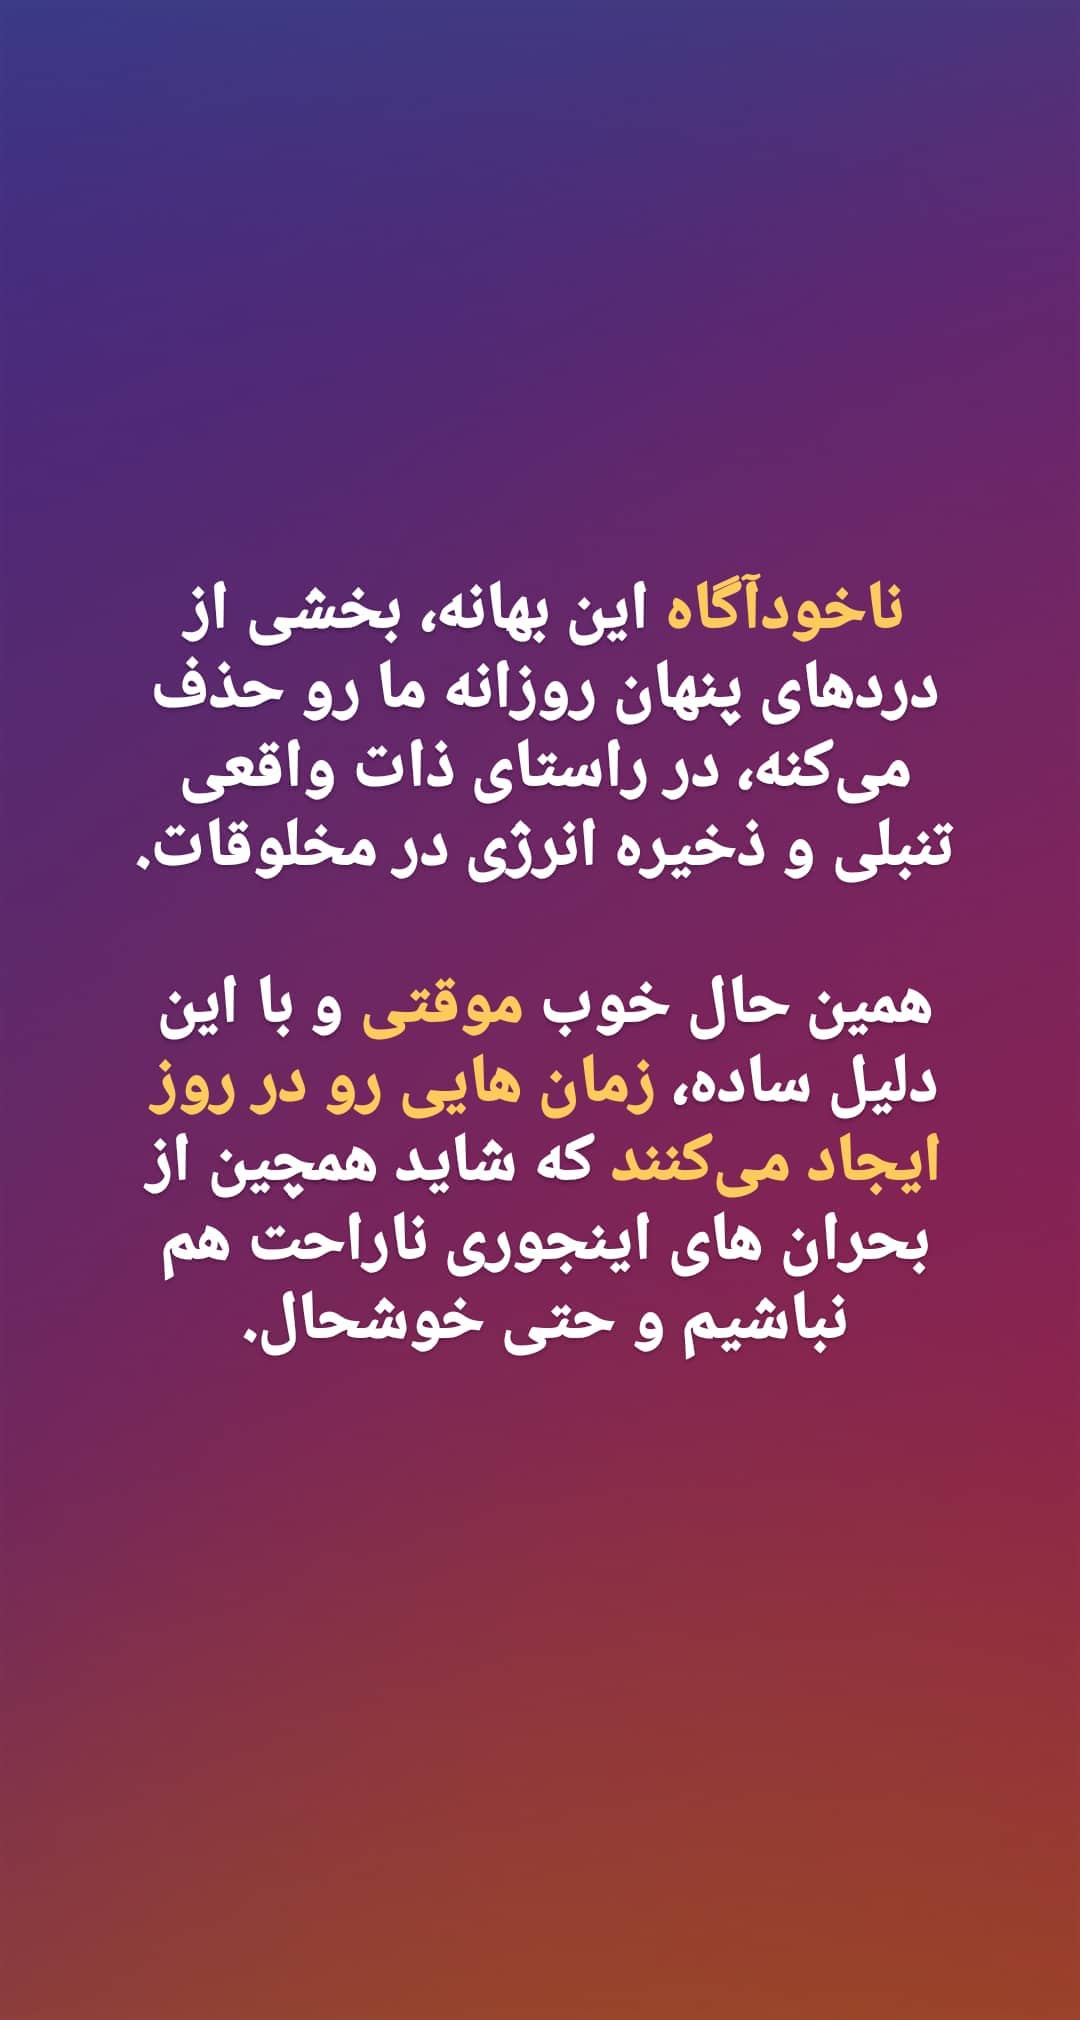 ناخودآگاه این بهانه، بخشی از
دردهای پنهان روزانه ما رو حذف
می‌کنه، در راستای ذات واقعی
تنبلی و ذخیره انرژی در مخلوقات.
همین حال خوب موقتی و با این
دلیل ساده، زمان هایی رو در روز
ایجاد می‌کنند که شاید همچین از
بحران های اینجوری ناراحت هم
نباشیم و حتی خوشحال.